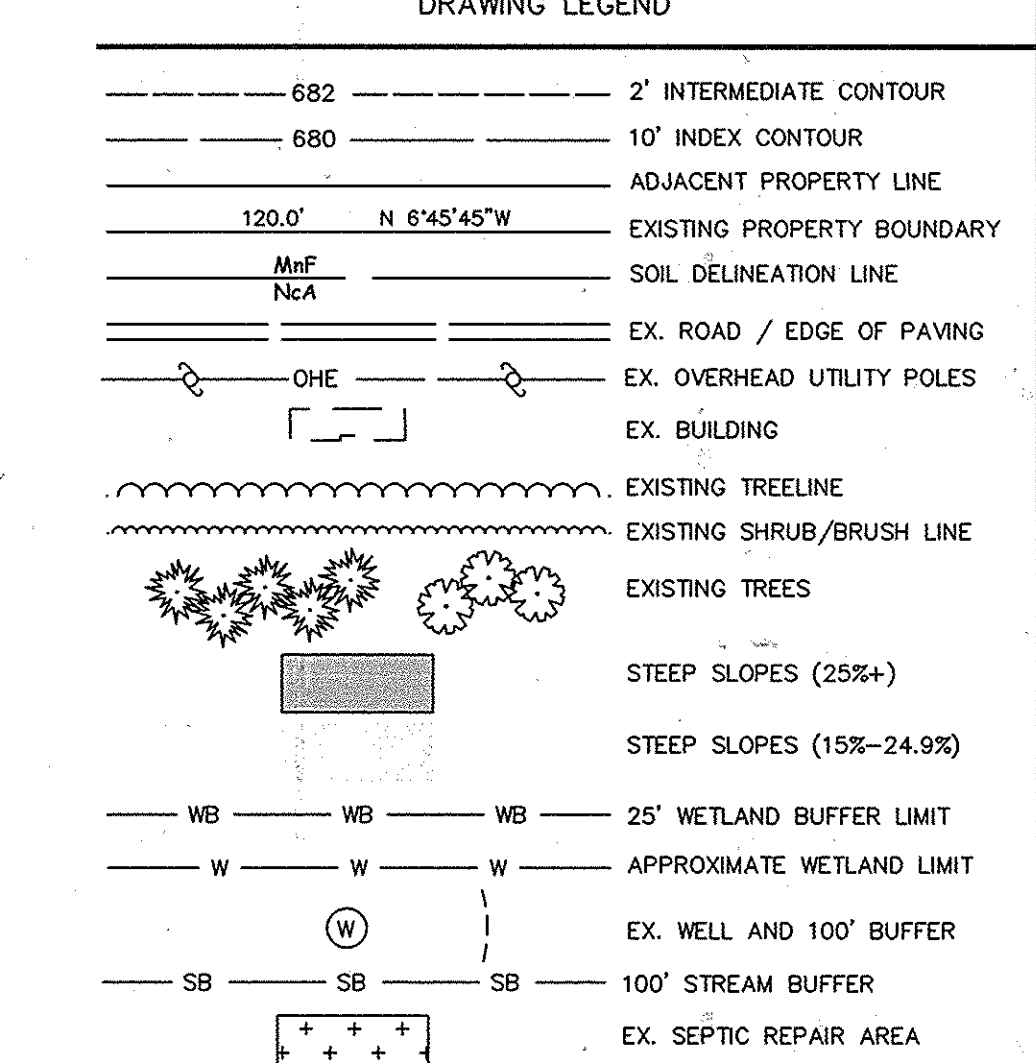 DRAWING LEGEND
682 2' INTERMEDIATE CONTOUR
680 10' INDEX CONTOUR
ADJACENT PROPERTY LINE
120.0' N 6°45'45"W EXISTING PROPERTY BOUNDARY
MnF
NcA
SOIL DELINEATION LINE
EX. ROAD / EDGE OF PAVING
OHE EX. OVERHEAD UTILITY POLES
EX. BUILDING
EXISTING TREELINE
EXISTING SHRUB/BRUSH LINE
EXISTING TREES
STEEP SLOPES (25%+)
STEEP SLOPES (15%-24.9%)
WB WB WB 25' WETLAND BUFFER LIMIT
W W W APPROXIMATE WETLAND LIMIT
W EX. WELL AND 100' BUFFER
SB SB SB 100' STREAM BUFFER
EX. SEPTIC REPAIR AREA